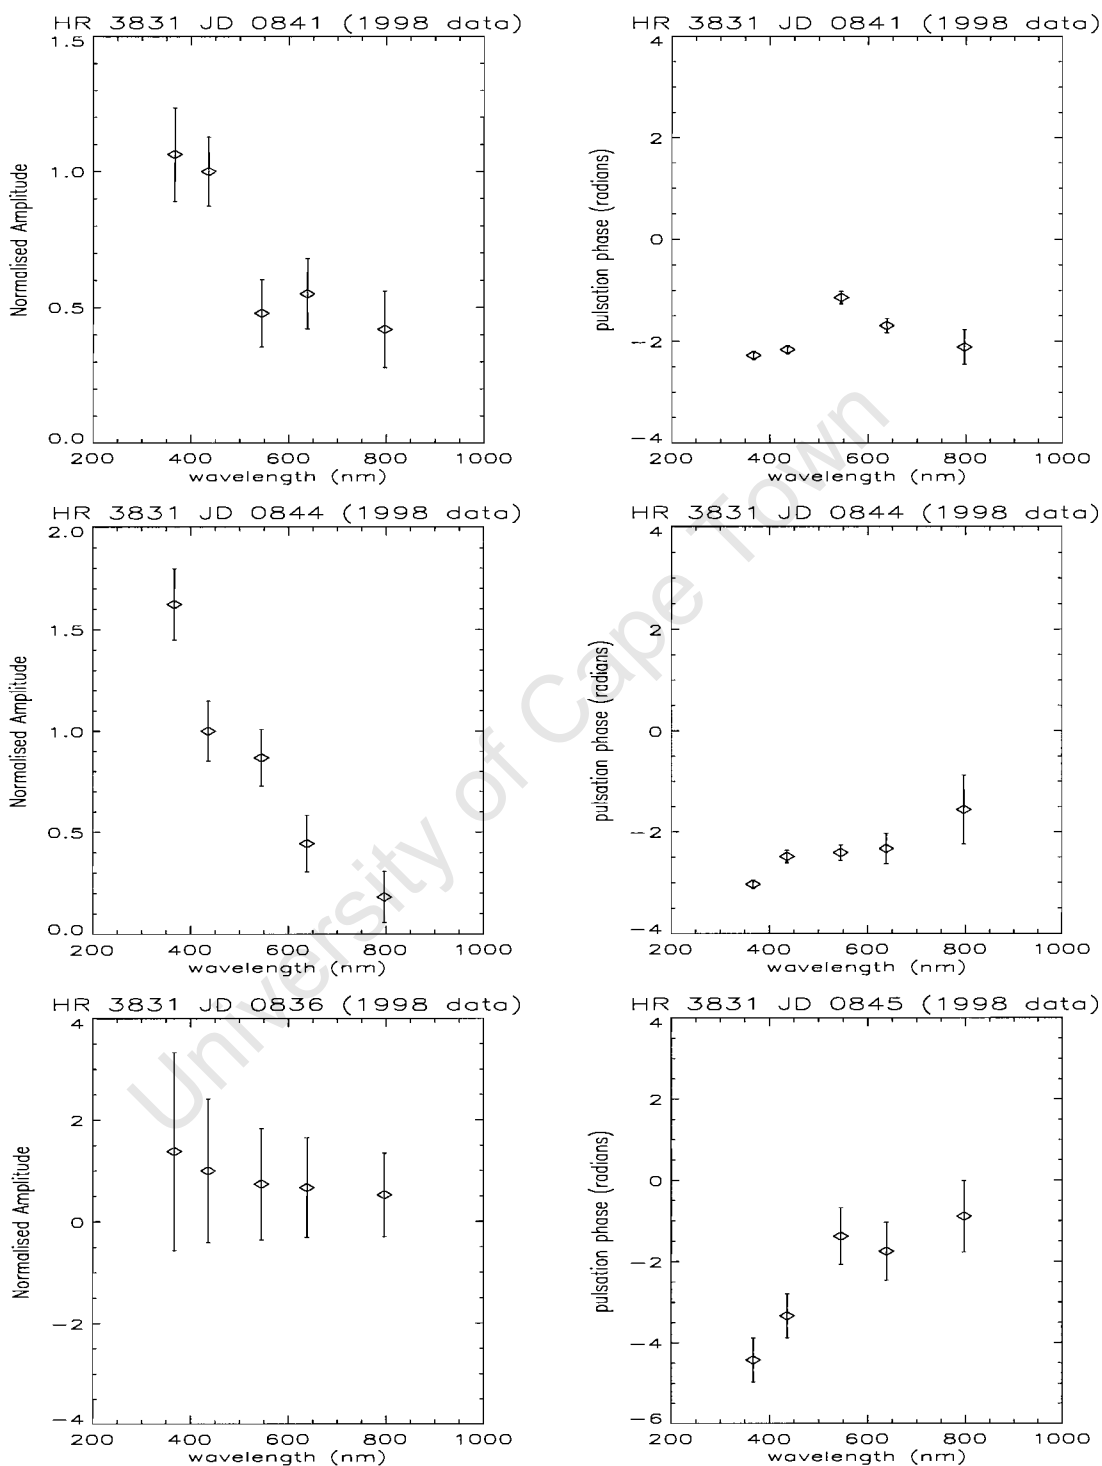 HR 3831 JD 0841 (1998 data)
1.5
1.0
0.5
0.0
Normalised Amplitude
200 400 600 800 1000
wavelength (nm)
HR 3831 JD 0841 (1998 data)
4
2
0
−2
−4
pulsation phase (radians)
200 400 600 800 1000
wavelength (nm)
HR 3831 JD 0844 (1998 data)
2.0
1.5
1.0
0.5
0.0
Normalised Amplitude
200 400 600 800 1000
wavelength (nm)
HR 3831 JD 0844 (1998 data)
4
2
0
−2
−4
pulsation phase (radians)
200 400 600 800 1000
wavelength (nm)
HR 3831 JD 0836 (1998 data)
4
2
0
−2
−4
Normalised Amplitude
200 400 600 800 1000
wavelength (nm)
HR 3831 JD 0845 (1998 data)
4
2
0
−2
−4
−6
pulsation phase (radians)
200 400 600 800 1000
wavelength (nm)
University of Cape Town